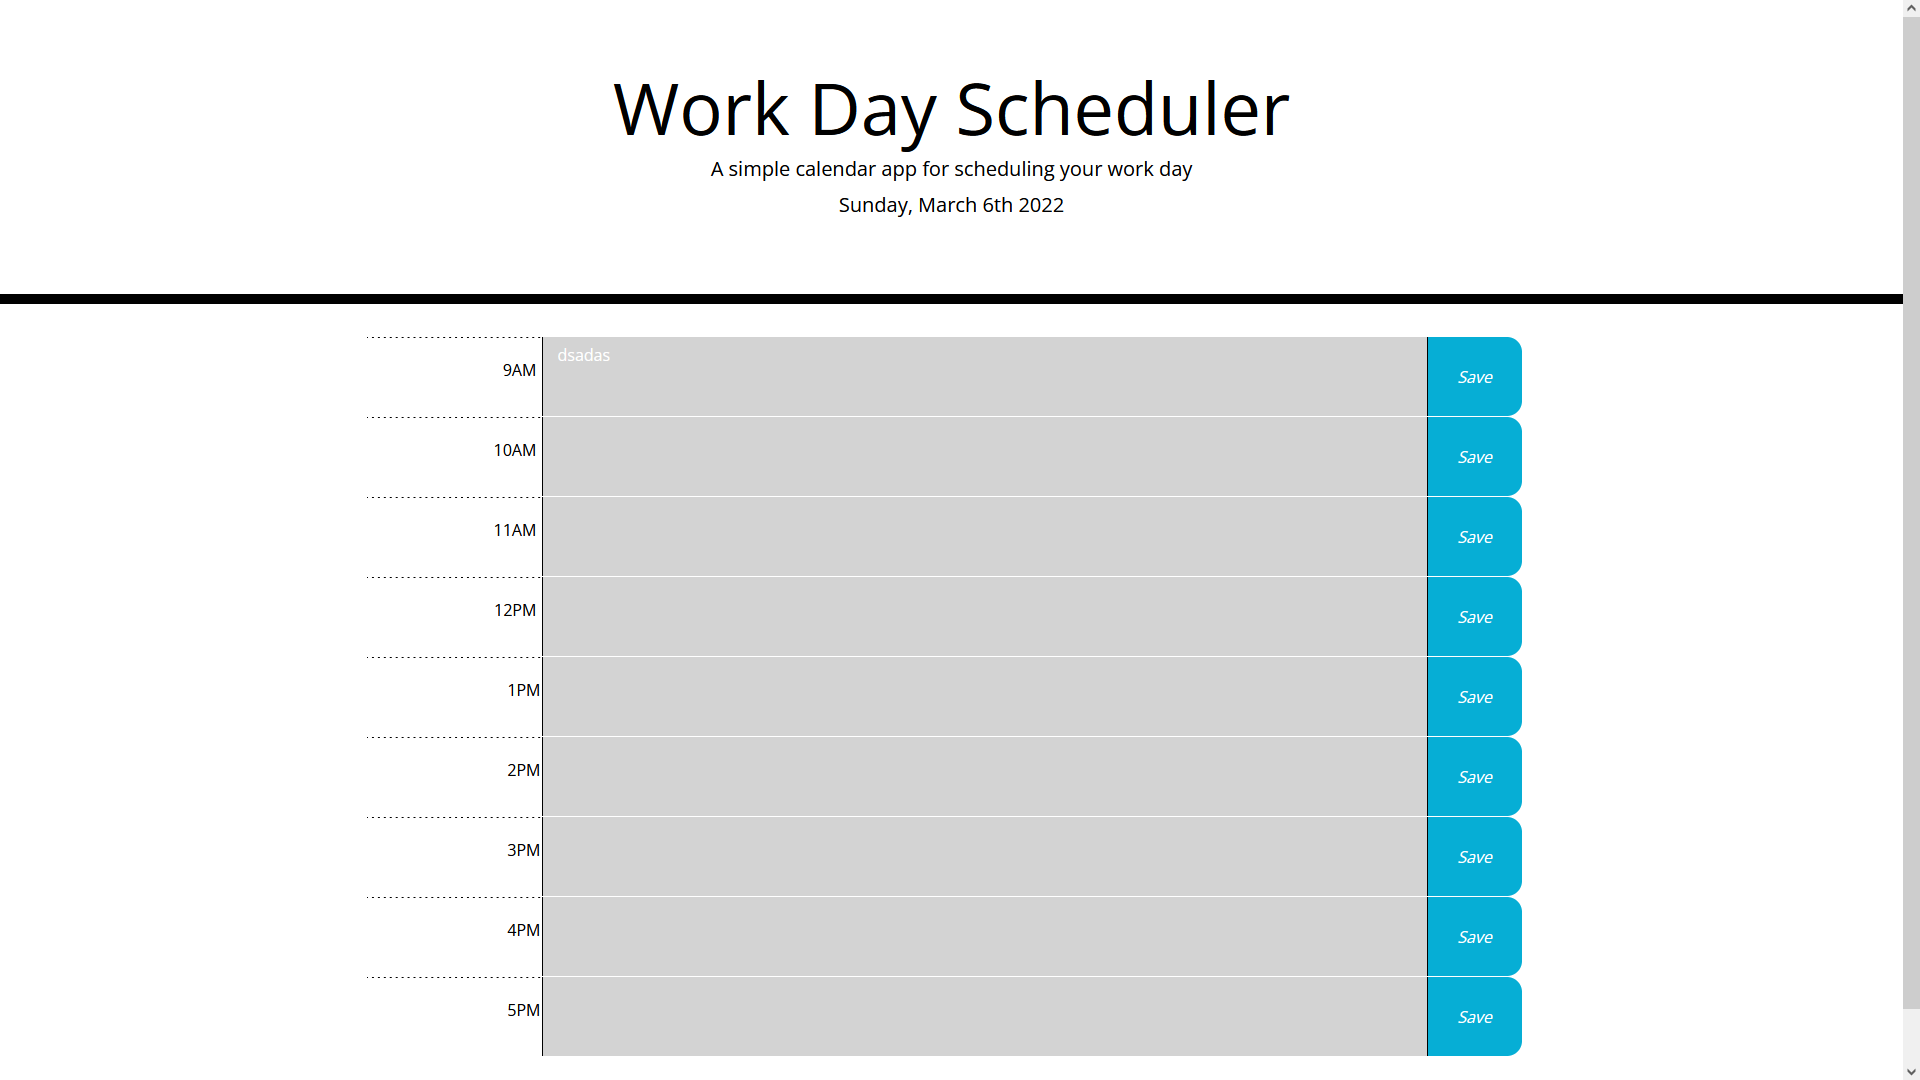 Work Day Scheduler
A simple calendar app for scheduling your work day
Sunday, March 6th 2022
9AM dsadas Save
10AM Save
11AM Save
12PM Save
1PM Save
2PM Save
3PM Save
4PM Save
5PM Save